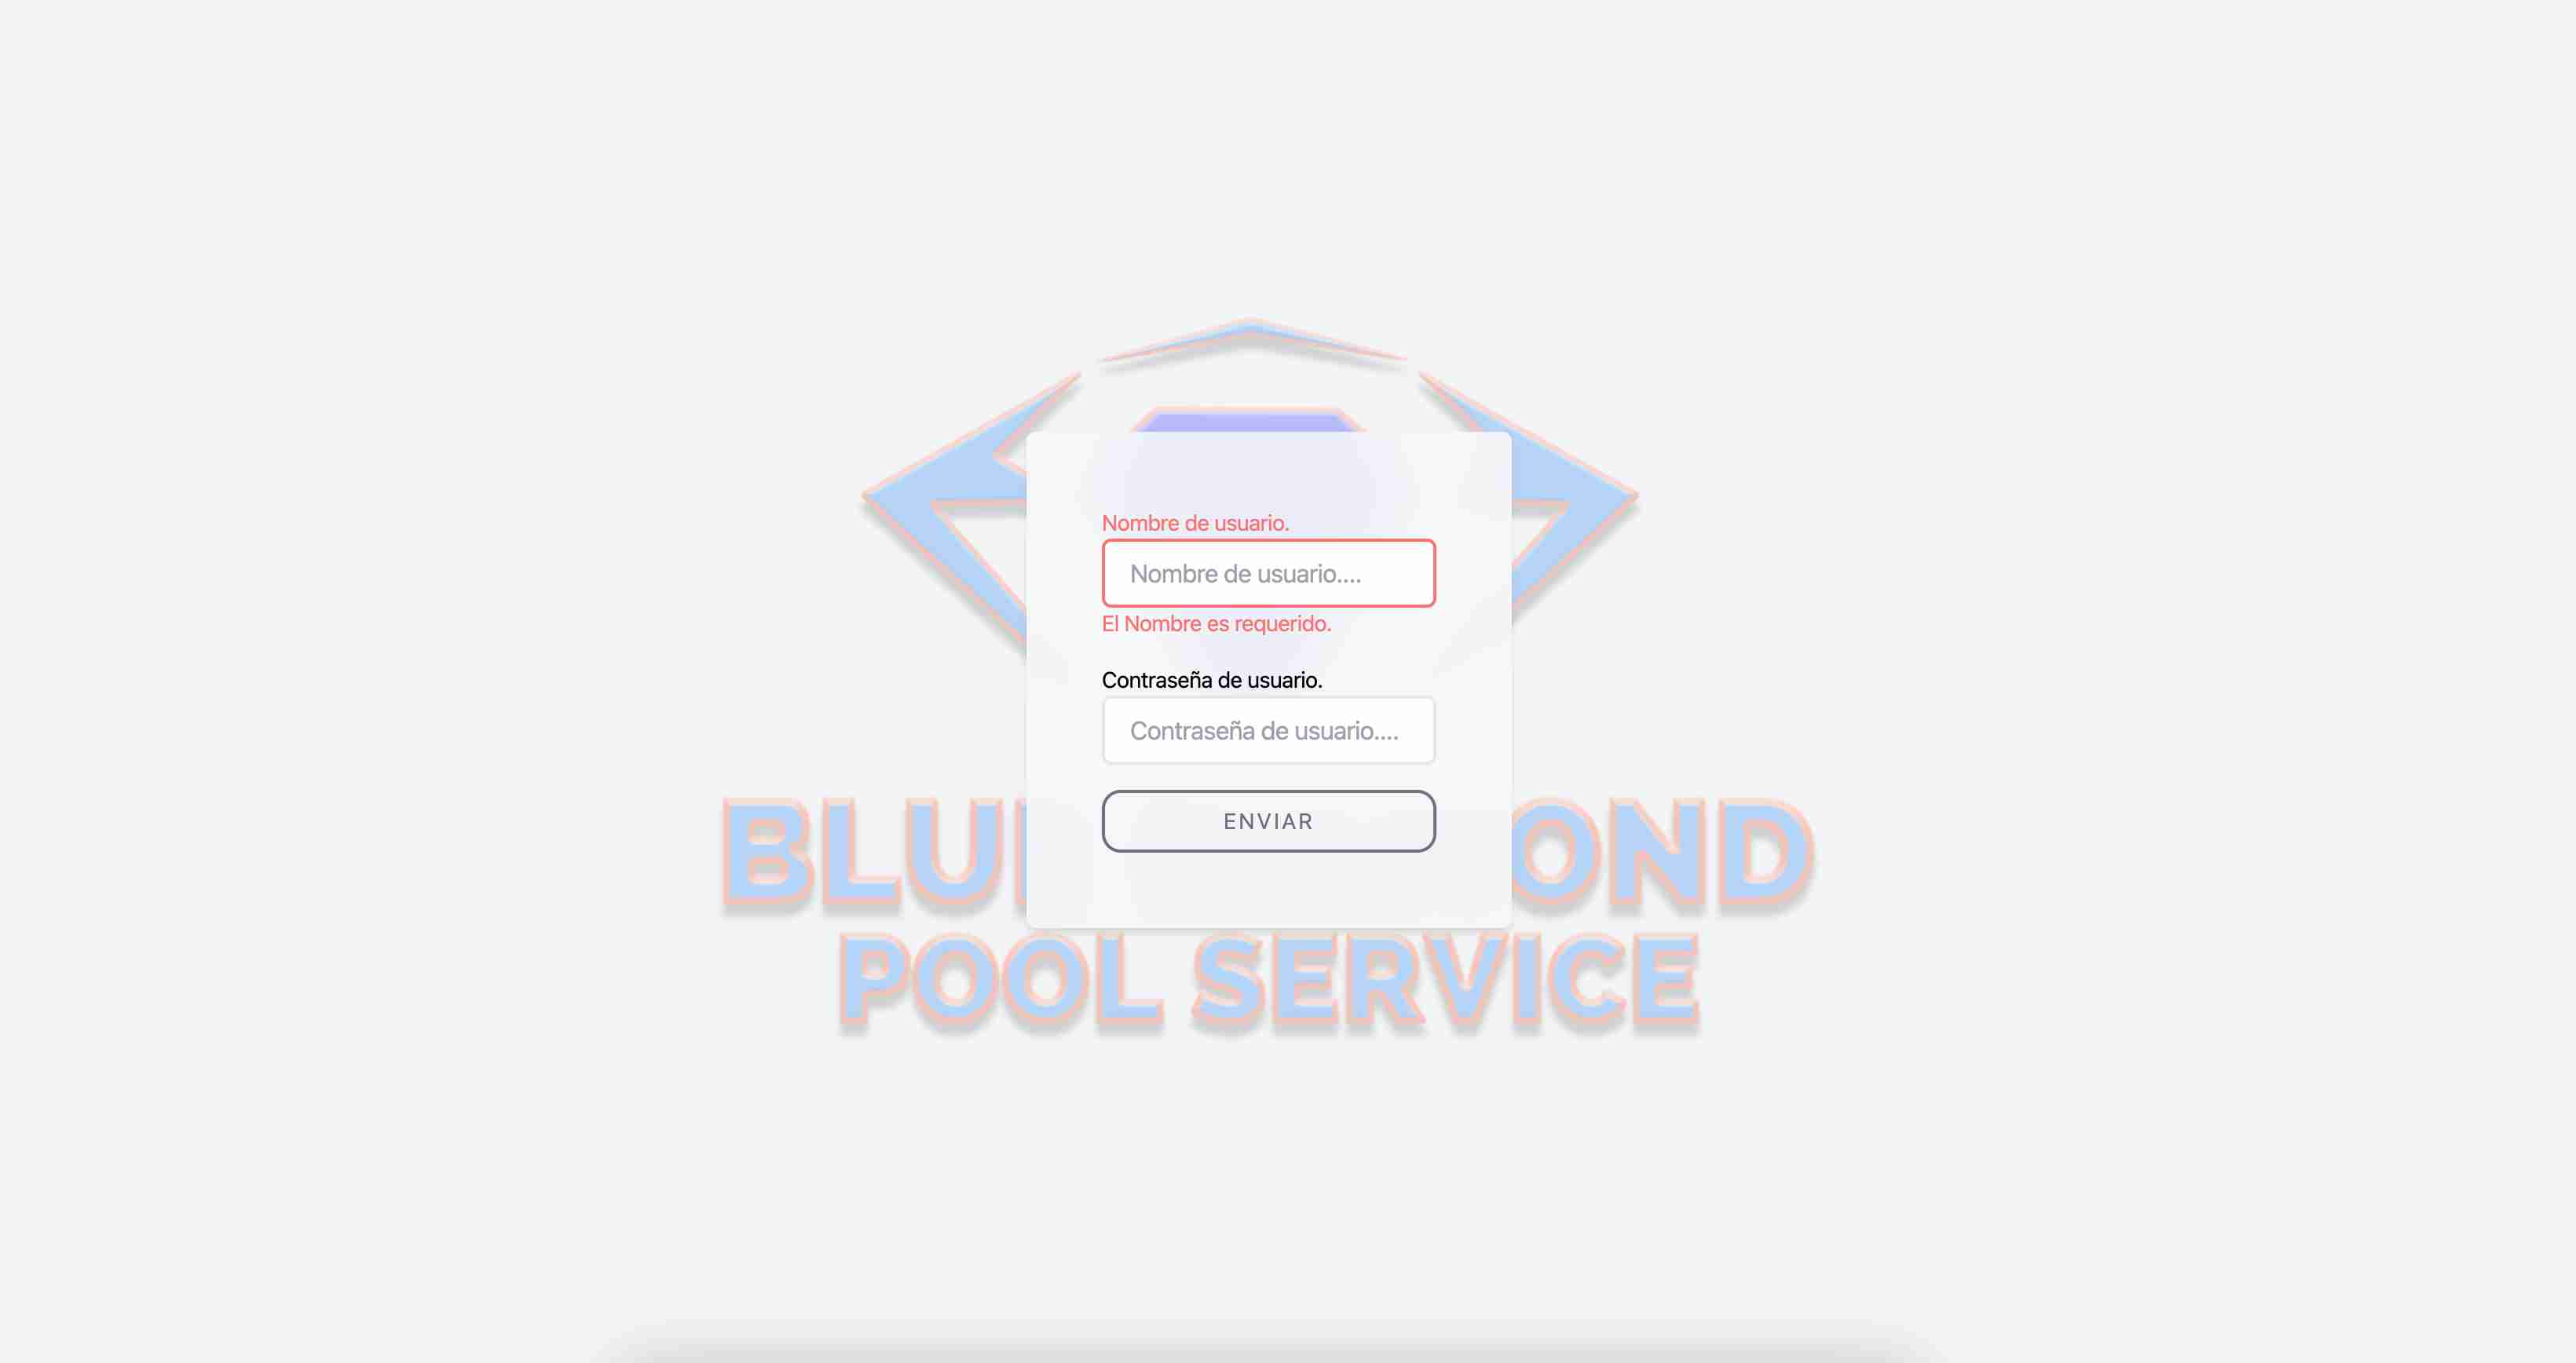 Nombre de usuario.
Nombre de usuario....
El Nombre es requerido.
Contraseña de usuario.
Contraseña de usuario....
ENVIAR
BLU OND
POOL SERVICE